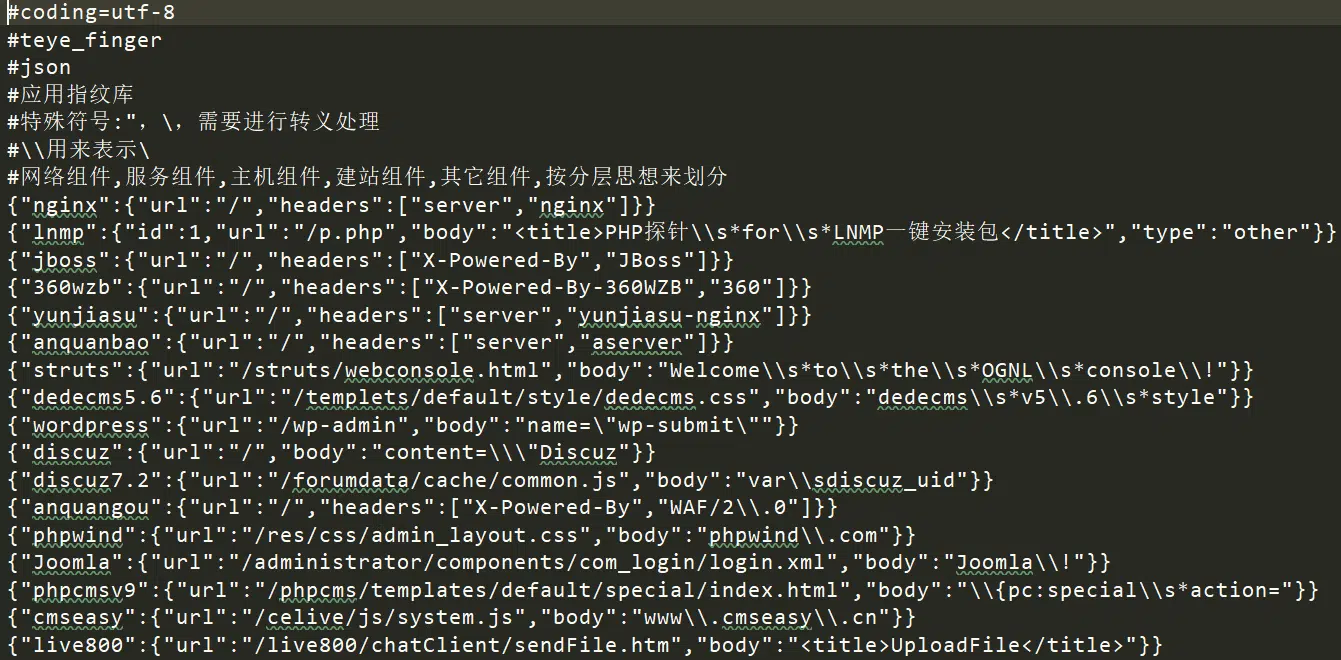 #coding=utf-8
#teye_finger
#json
#应用指纹库
#特殊符号:"，\，需要进行转义处理
#\\用来表示\
#网络组件,服务组件,主机组件,建站组件,其它组件,按分层思想来划分
{"nginx":{"url":"/","headers":["server","nginx"]}}
{"lnmp":{"id":1,"url":"/p.php","body":"<title>PHP探针\\s*for\\s*LNMP一键安装包</title>","type":"other"}}
{"jboss":{"url":"/","headers":["X-Powered-By","JBoss"]}}
{"360wzb":{"url":"/","headers":["X-Powered-By-360WZB","360"]}}
{"yunjiasu":{"url":"/","headers":["server","yunjiasu-nginx"]}}
{"anquanbao":{"url":"/","headers":["server","aserver"]}}
{"struts":{"url":"/struts/webconsole.html","body":"Welcome\\s*to\\s*the\\s*OGNL\\s*console\\!"}}
{"dedecms5.6":{"url":"/templets/default/style/dedecms.css","body":"dedecms\\s*v5\\.6\\s*style"}}
{"wordpress":{"url":"/wp-admin","body":"name=\"wp-submit\""}}
{"discuz":{"url":"/","body":"content=\\\"Discuz"}}
{"discuz7.2":{"url":"/forumdata/cache/common.js","body":"var\\sdiscuz_uid"}}
{"anquangou":{"url":"/","headers":["X-Powered-By","WAF/2\\.0"]}}
{"phpwind":{"url":"/res/css/admin_layout.css","body":"phpwind\\.com"}}
{"Joomla":{"url":"/administrator/components/com_login/login.xml","body":"Joomla\\!"}}
{"phpcmsv9":{"url":"/phpcms/templates/default/special/index.html","body":"\\{pc:special\\s*action="}}
{"cmseasy":{"url":"/celive/js/system.js","body":"www\\.cmseasy\\.cn"}}
{"live800":{"url":"/live800/chatClient/sendFile.htm","body":"<title>UploadFile</title>"}}